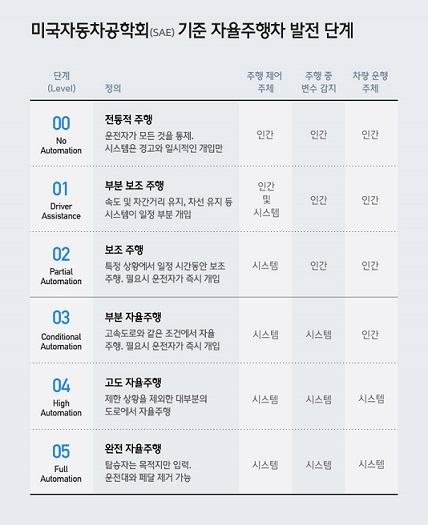 미국자동차공학회(SAE) 기준 자율주행차 발전 단계
단계
(Level)
정의
주행 제어
주체
주행 중
변수 감지
차량 운행
주체
00
No
Automation
전통적 주행
운전자가 모든 것을 통제.
시스템은 경고와 일시적인 개입만
인간
인간
인간
01
Driver
Assistance
부분 보조 주행
속도 및 차간거리 유지, 차선 유지 등
시스템이 일정 부분 개입
인간
및
시스템
인간
인간
02
Partial
Automation
보조 주행
특정 상황에서 일정 시간동안 보조
주행. 필요시 운전자가 즉시 개입
시스템
인간
인간
03
Conditional
Automation
부분 자율주행
고속도로와 같은 조건에서 자율
주행. 필요시 운전자가 즉시 개입
시스템
시스템
인간
04
High
Automation
고도 자율주행
제한 상황을 제외한 대부분의
도로에서 자율주행
시스템
시스템
시스템
05
Full
Automation
완전 자율주행
탑승자는 목적지만 입력.
운전대와 페달 제거 가능
시스템
시스템
시스템